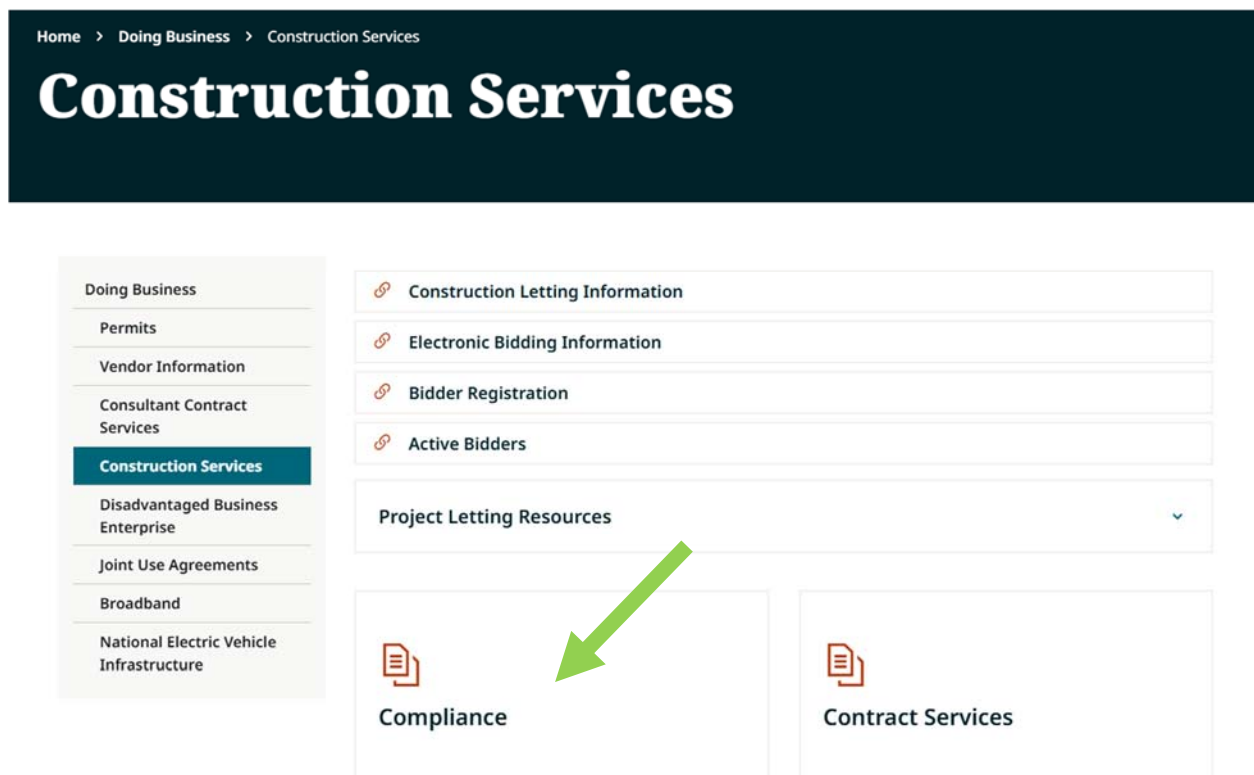 Home > Doing Business > Construction Services
Construction Services
Doing Business
Permits
Vendor Information
Consultant Contract
Services
Construction Services
Disadvantaged Business
Enterprise
Joint Use Agreements
Broadband
National Electric Vehicle
Infrastructure
Construction Letting Information
Electronic Bidding Information
Bidder Registration
Active Bidders
Project Letting Resources
Compliance
Contract Services